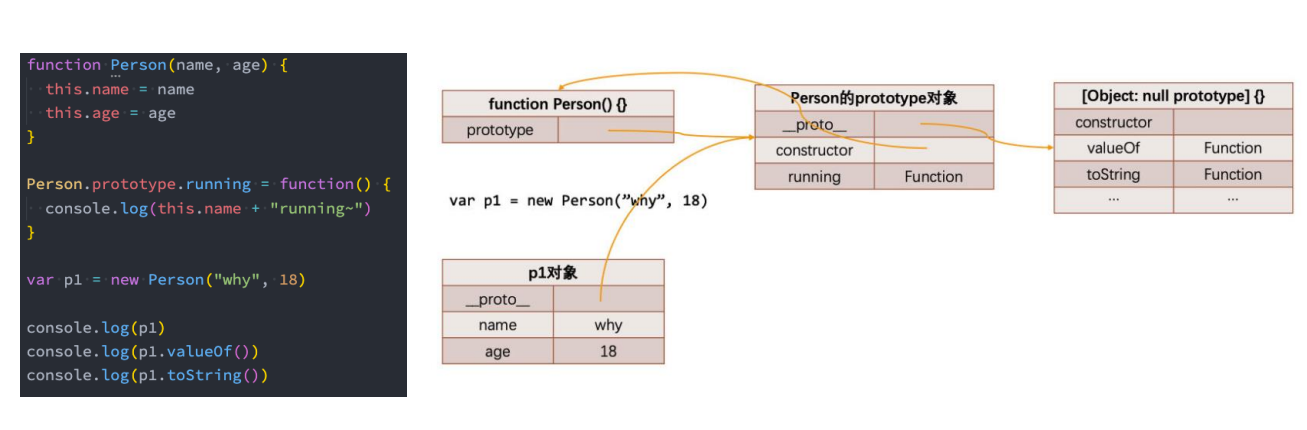 function Person(name, age) {
this.name = name
this.age = age
}
Person.prototype.running = function() {
console.log(this.name + "running~")
}
var p1 = new Person("why", 18)
console.log(p1)
console.log(p1.valueOf())
console.log(p1.toString())
function Person() {}
prototype
var p1 = new Person(”why”, 18)
p1对象
__proto__
name why
age 18
Person的prototype对象
__proto__
constructor
running Function
[Object: null prototype] {}
constructor
valueOf Function
toString Function
... ...